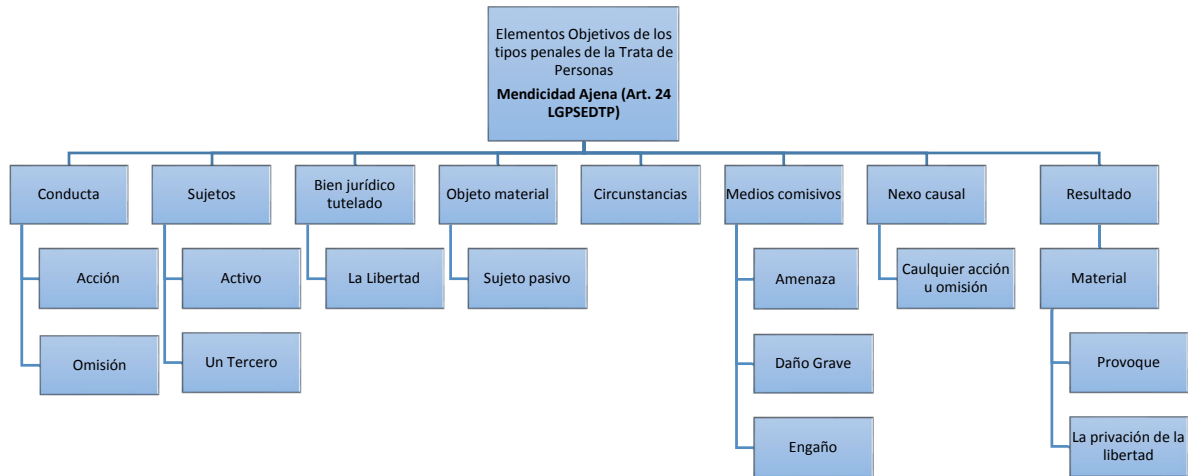 Elementos Objetivos de los
tipos penales de la Trata de
Personas
Mendicidad Ajena (Art. 24
LGPSEDTP)
Conducta
Acción
Omisión
Sujetos
Activo
Un Tercero
Bien jurídico
tutelado
La Libertad
Objeto material
Sujeto pasivo
Circunstancias
Medios comisivos
Amenaza
Daño Grave
Engaño
Nexo causal
Caulquier acción
u omisión
Resultado
Material
Provoque
La privación de la
libertad